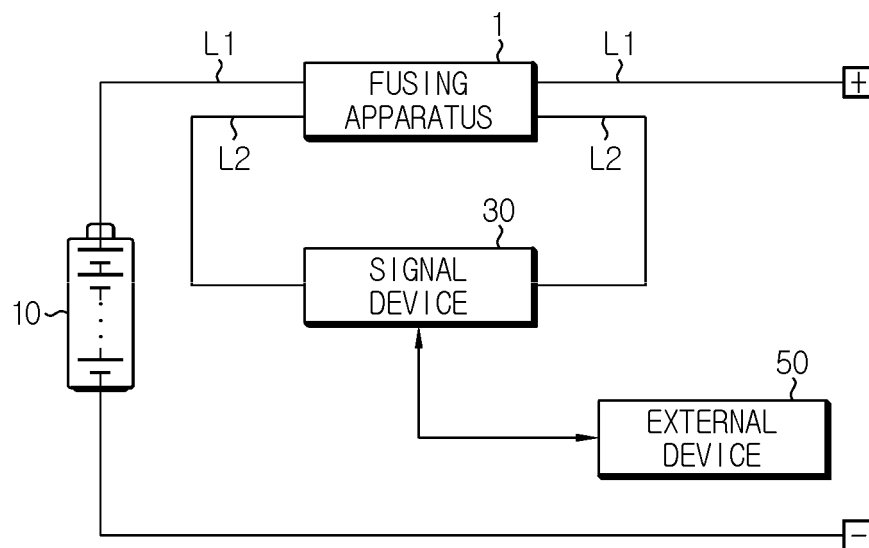 1
L1
L1
FUSING
APPARATUS
+
L2
L2
30
SIGNAL
DEVICE
10
50
EXTERNAL
DEVICE
−